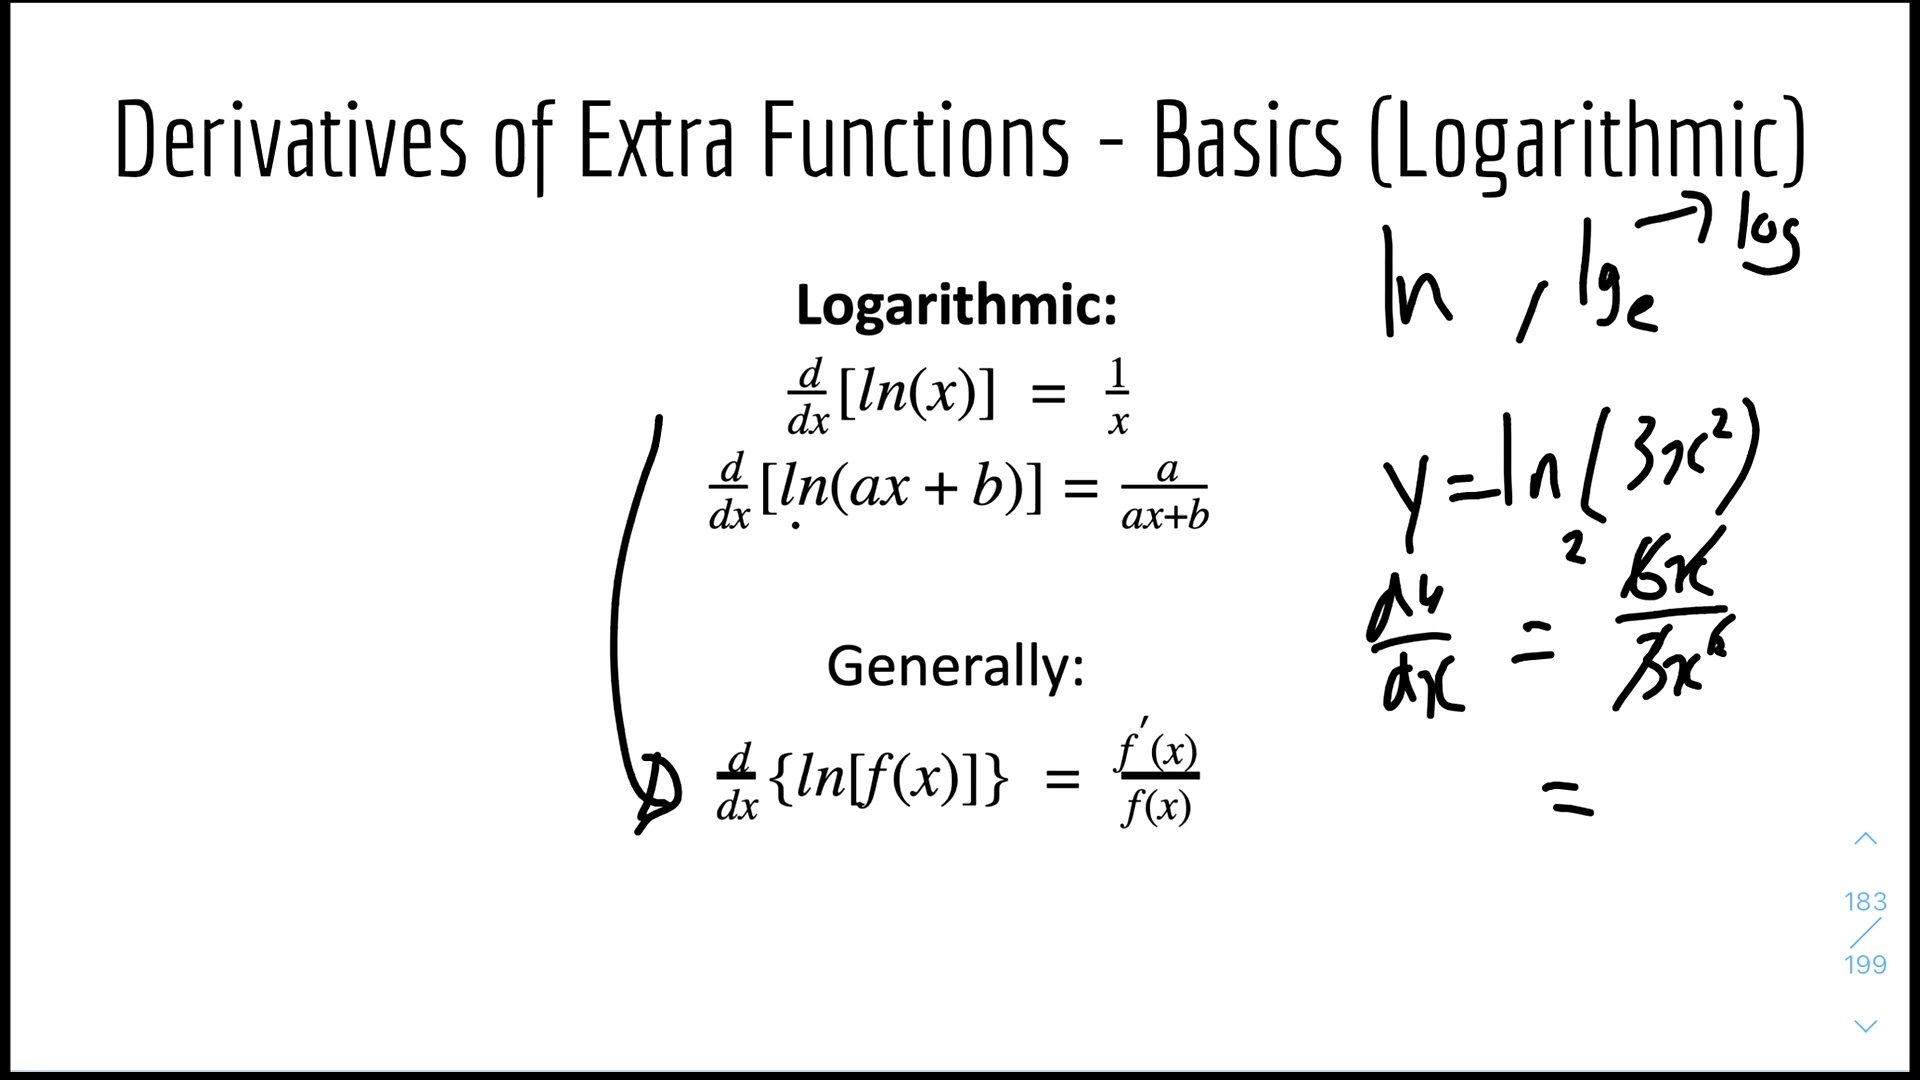 Derivatives of Extra Functions - Basics (Logarithmic)
ln , lg_e → log
Logarithmic:
d/dx [ln(x)] = 1/x
d/dx [ln(ax + b)] = a/(ax+b)
y = ln(3x²)
2
dy/dx = 6x/3x²
Generally:
d/dx {ln[f(x)]} = f'(x)/f(x)
=
183
/
199